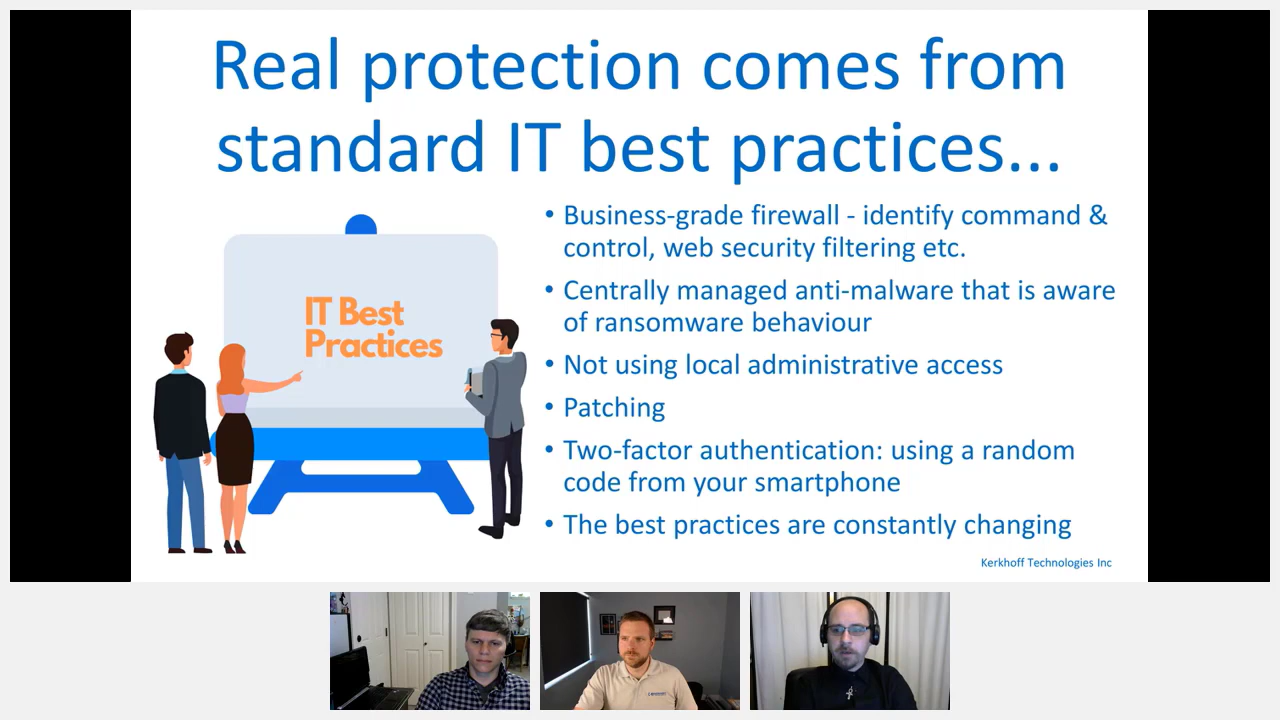 Real protection comes from
standard IT best practices...
IT Best
Practices
• Business-grade firewall - identify command &
control, web security filtering etc.
• Centrally managed anti-malware that is aware
of ransomware behaviour
• Not using local administrative access
• Patching
• Two-factor authentication: using a random
code from your smartphone
• The best practices are constantly changing
Kerkhoff Technologies Inc